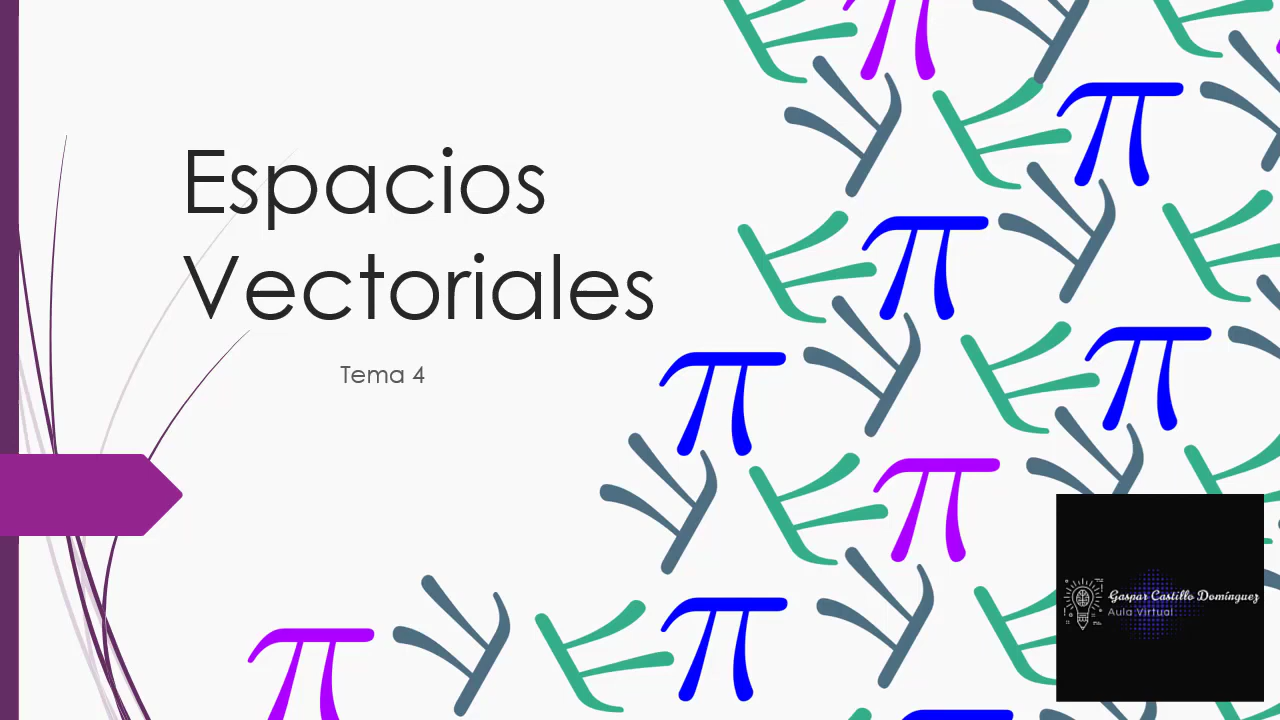 Espacios
Vectoriales
Tema 4
Gaspar Castillo Domínguez
Aula Virtual